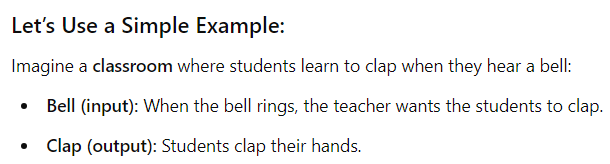 Let’s Use a Simple Example:
Imagine a classroom where students learn to clap when they hear a bell:
• Bell (input): When the bell rings, the teacher wants the students to clap.
• Clap (output): Students clap their hands.